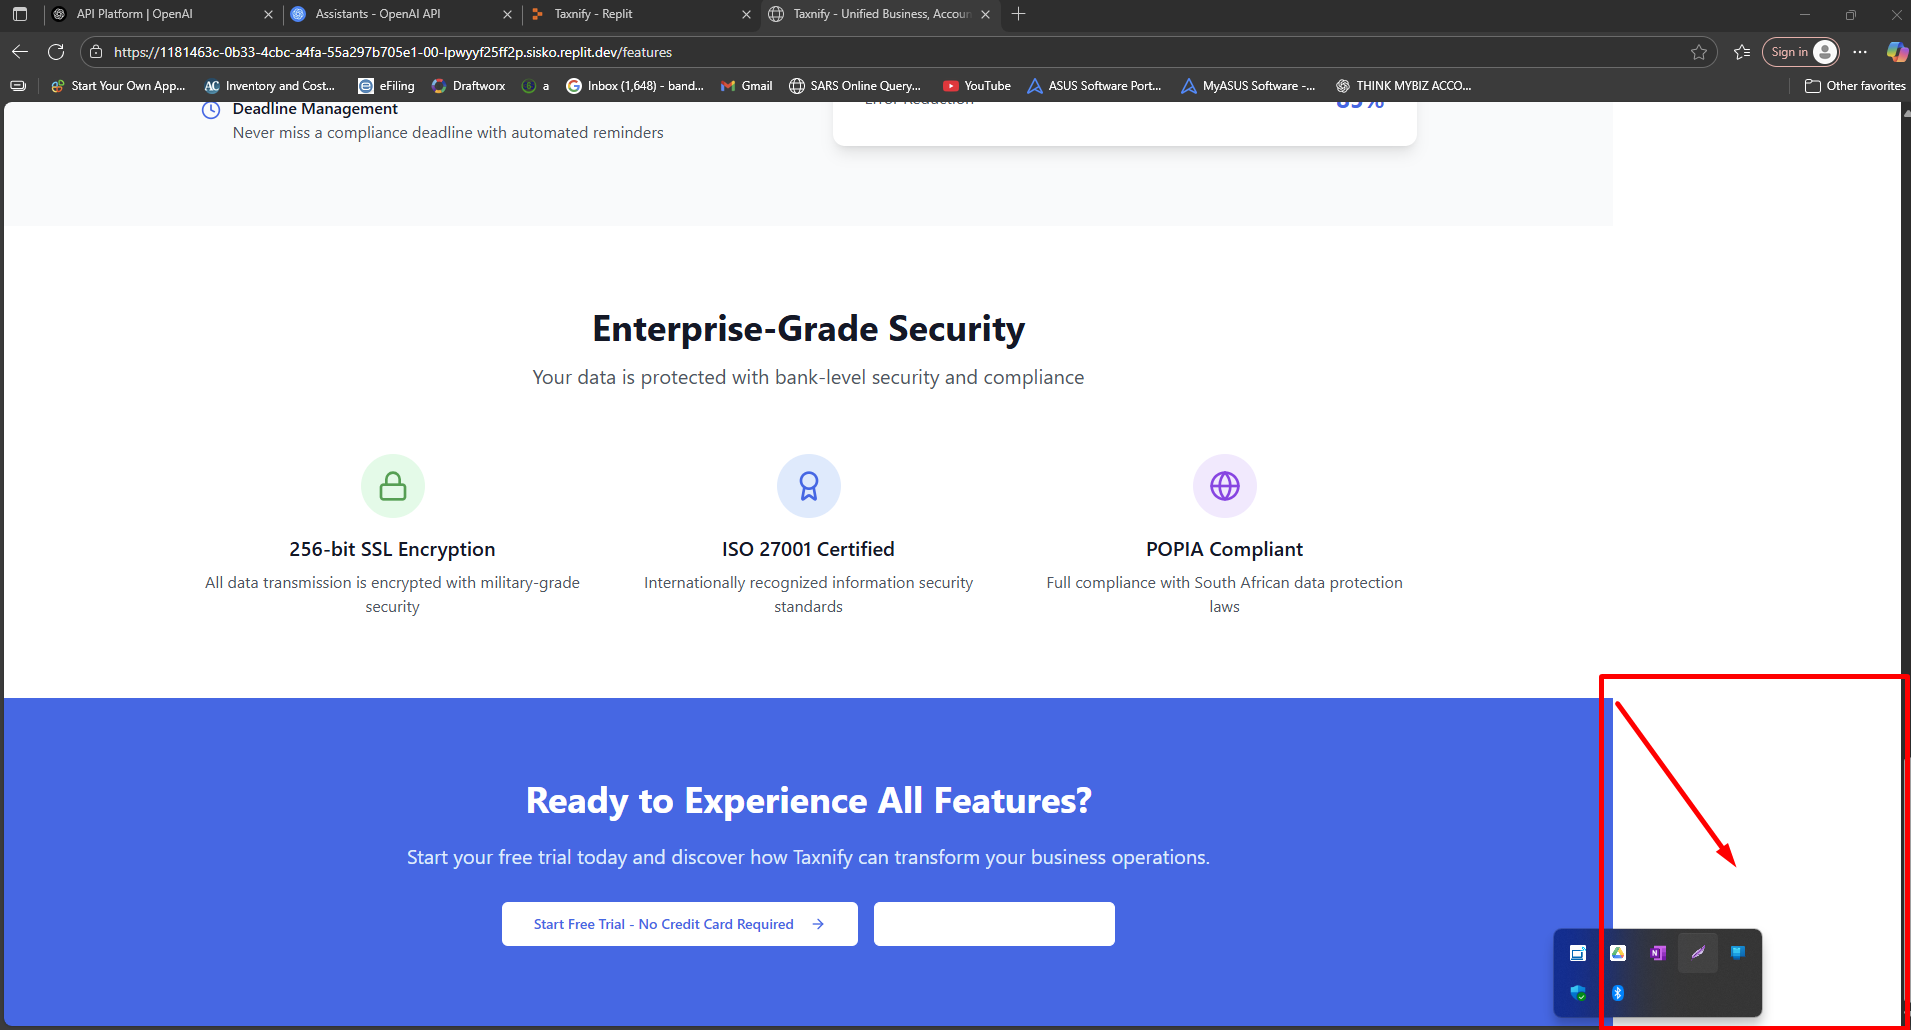 API Platform | OpenAI
Assistants - OpenAI API
Taxnify - Replit
Taxnify - Unified Business, Accoun
https://1181463c-0b33-4cbc-a4fa-55a297b705e1-00-lpwyyf25ff2p.sisko.replit.dev/features
Sign in
Start Your Own App...
AC Inventory and Cost...
eFiling
Draftworx
a
Inbox (1,648) - band...
Gmail
SARS Online Query...
YouTube
ASUS Software Port...
MyASUS Software -...
THINK MYBIZ ACCO...
Other favorites
Deadline Management
Never miss a compliance deadline with automated reminders
Error Reduction
85%
Enterprise-Grade Security
Your data is protected with bank-level security and compliance
256-bit SSL Encryption
All data transmission is encrypted with military-grade
security
ISO 27001 Certified
Internationally recognized information security
standards
POPIA Compliant
Full compliance with South African data protection
laws
Ready to Experience All Features?
Start your free trial today and discover how Taxnify can transform your business operations.
Start Free Trial - No Credit Card Required
N